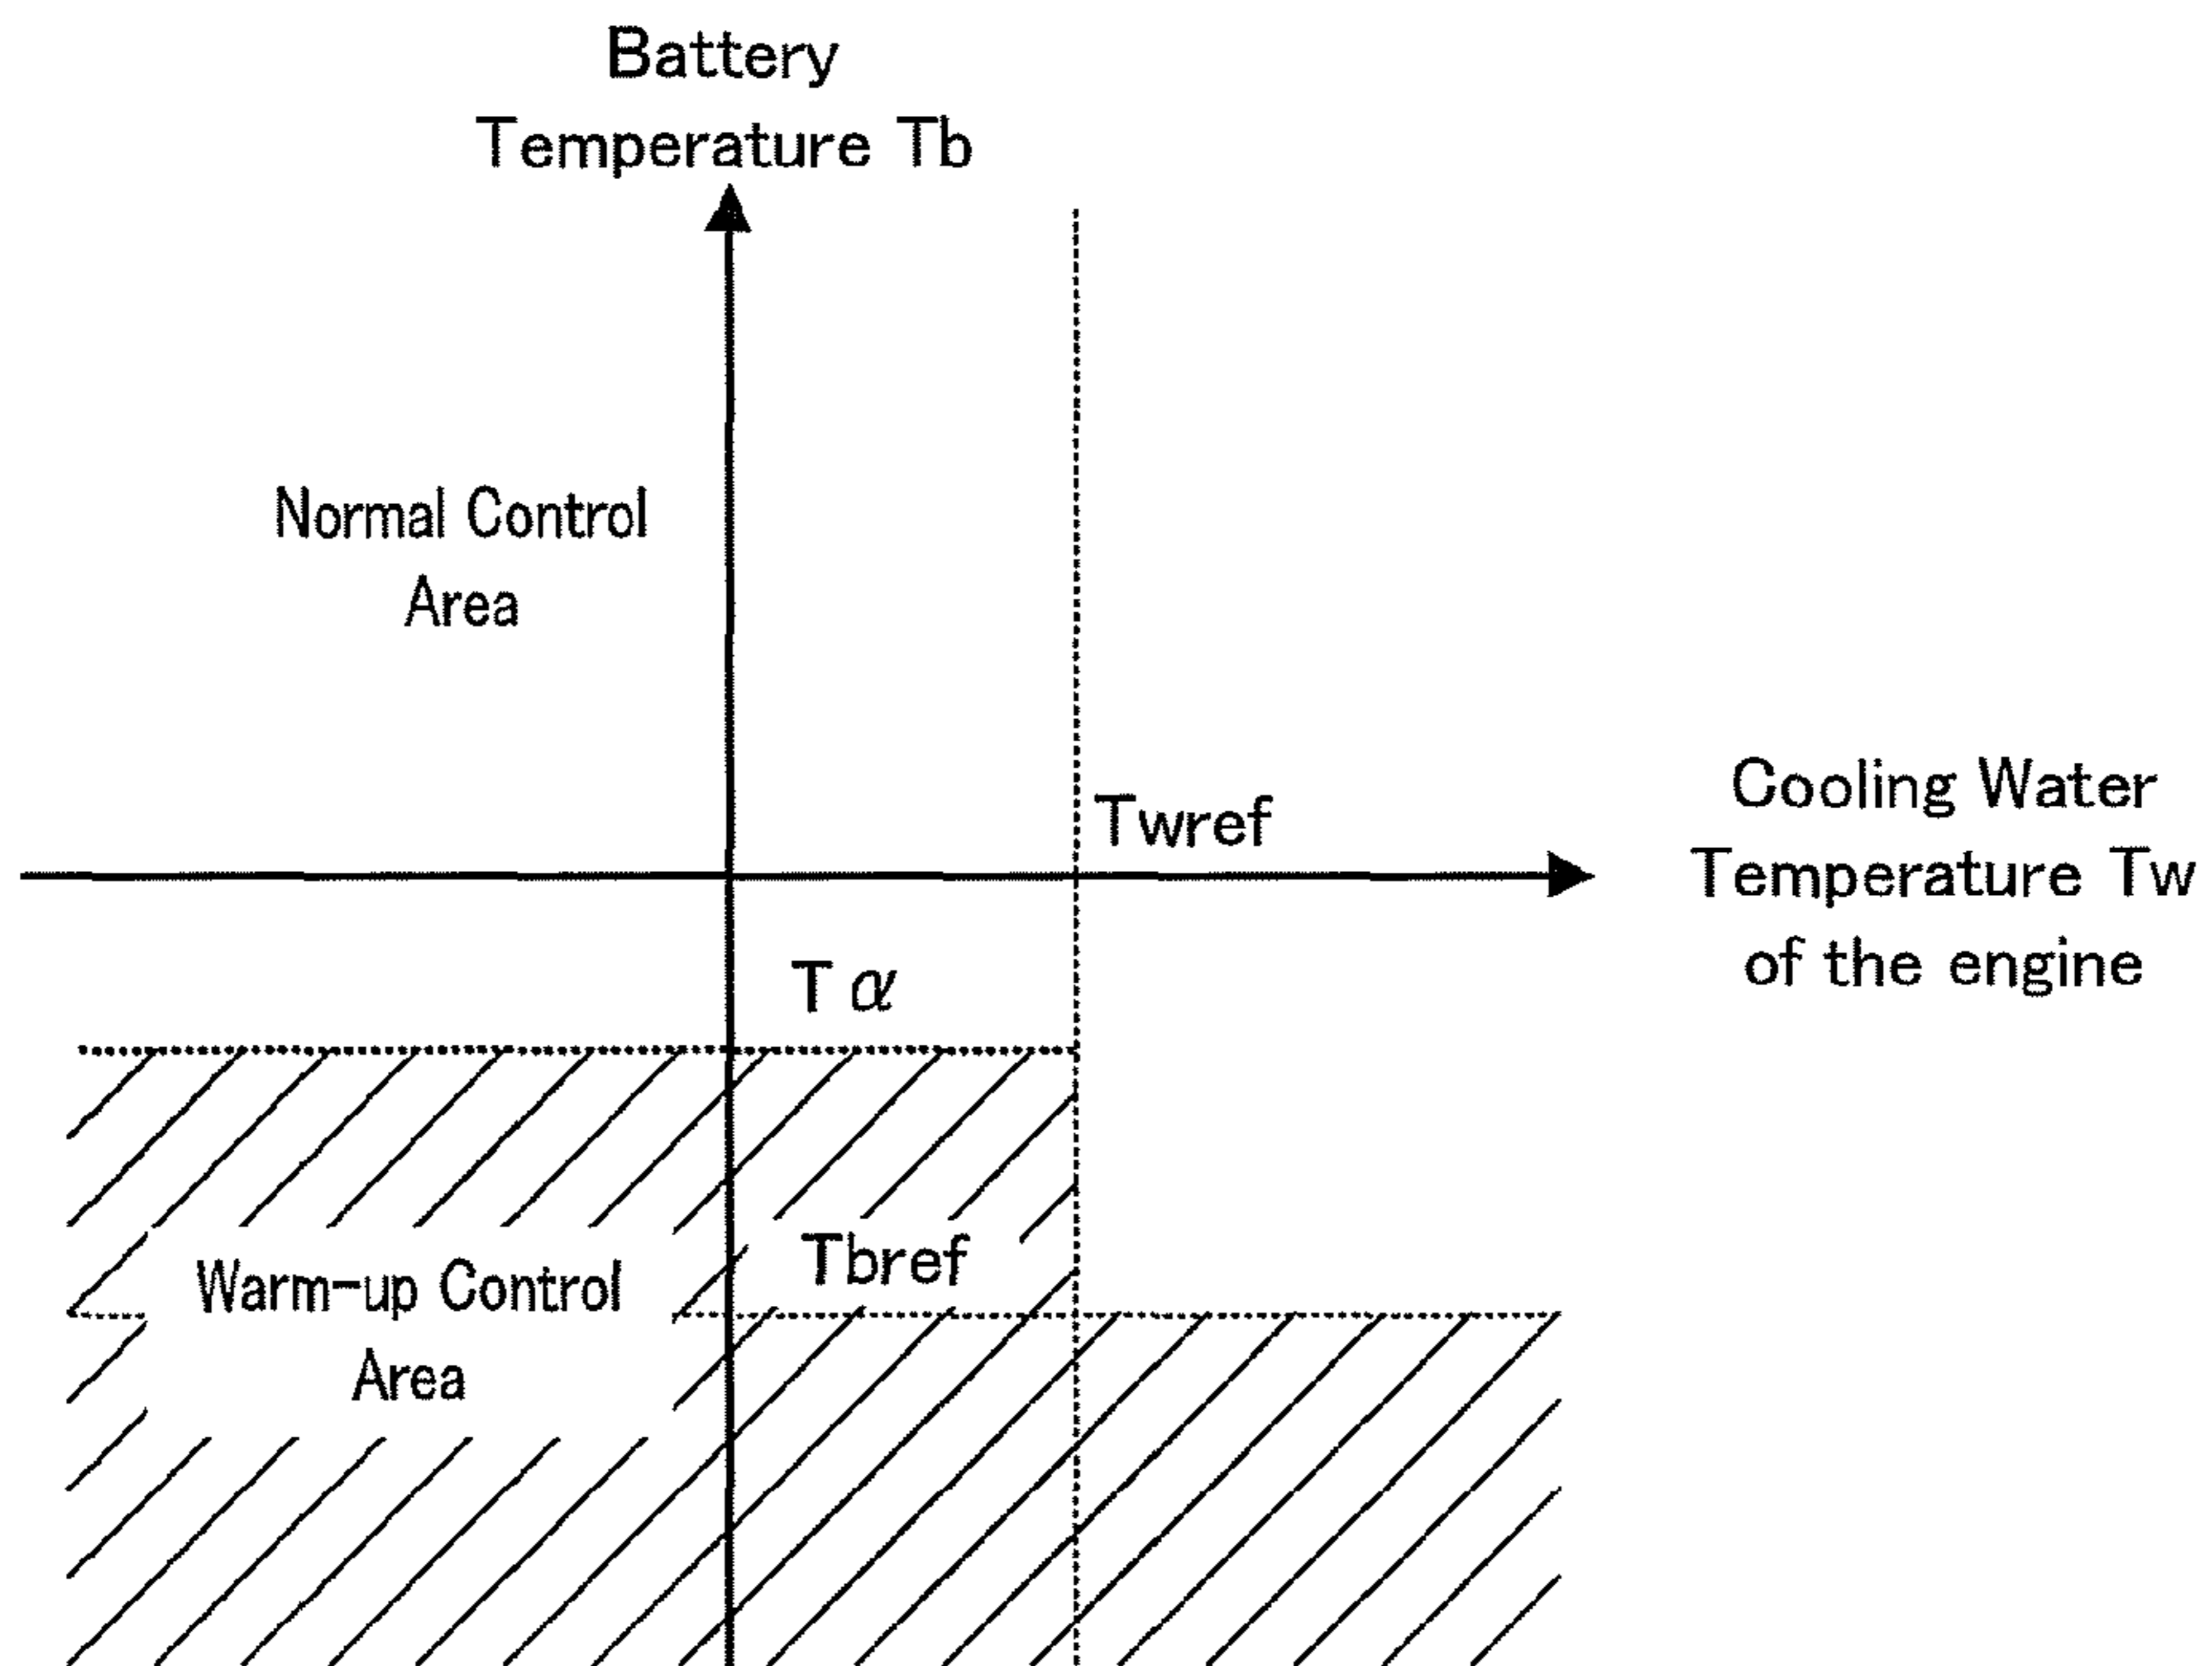 Battery
Temperature Tb
Normal Control
Area
Twref
Cooling Water
Temperature Tw
of the engine
Tα
Tbref
Warm-up Control
Area